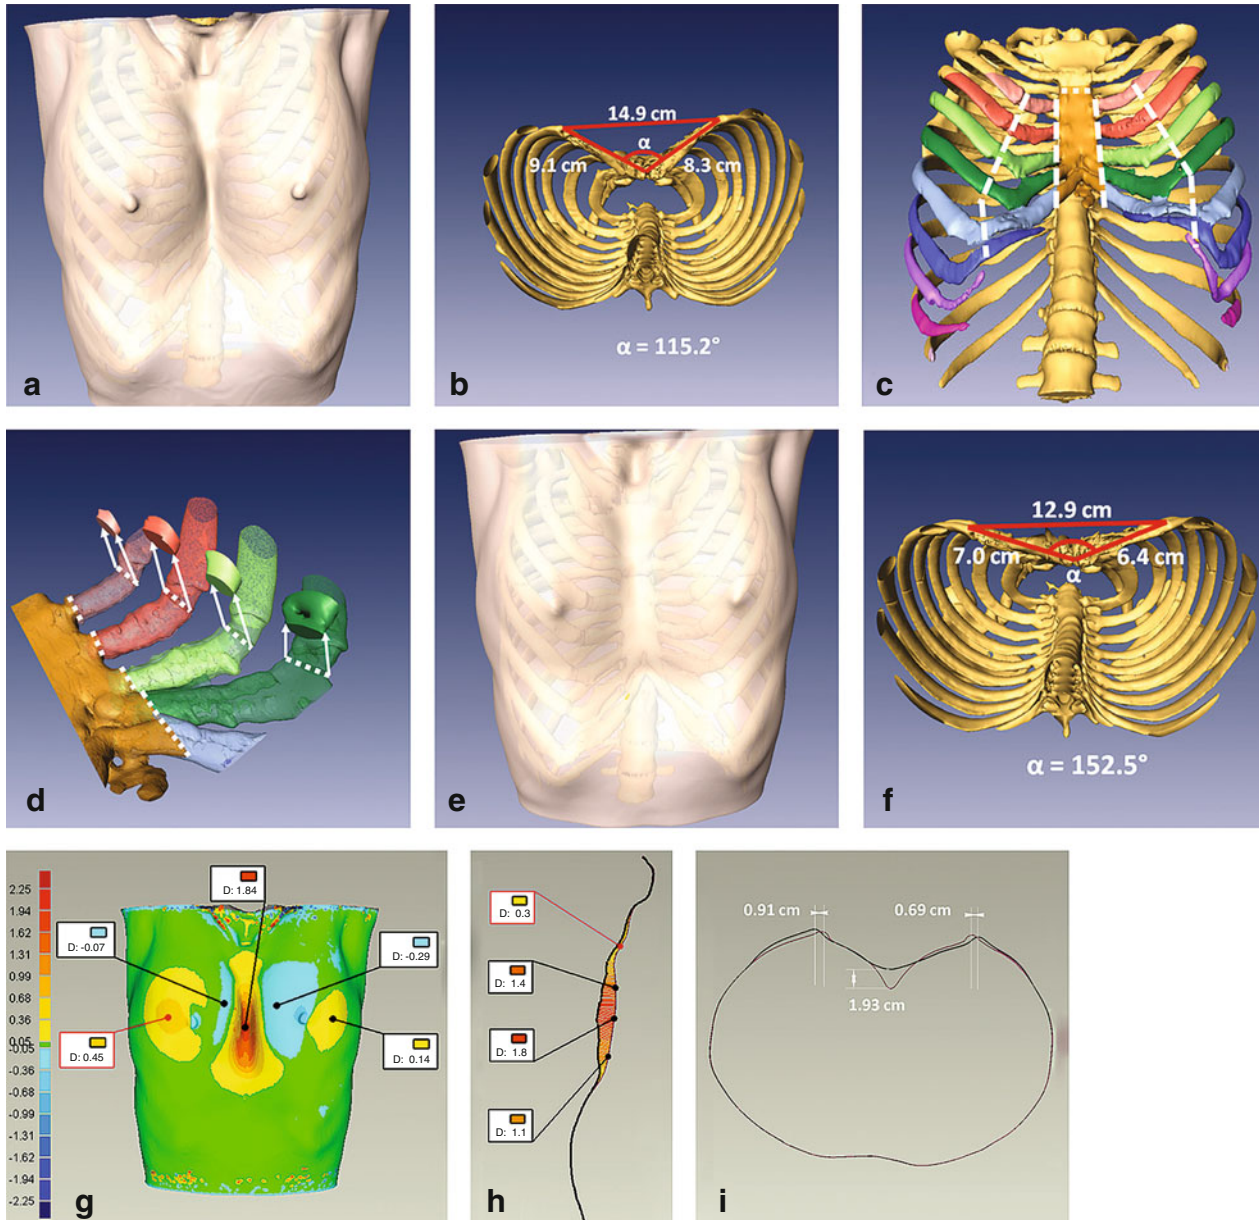 a
14.9 cm
α
9.1 cm
8.3 cm
α = 115.2°
b
c
d
e
12.9 cm
7.0 cm
6.4 cm
α
α = 152.5°
f
2.25
1.94
1.62
1.31
0.99
0.68
0.36
0.05
-0.05
-0.36
-0.68
-0.99
-1.31
-1.62
-1.94
-2.25
D: 1.84
D: -0.07
D: -0.29
D: 0.45
D: 0.14
g
D: 0.3
D: 1.4
D: 1.8
D: 1.1
h
0.91 cm
0.69 cm
1.93 cm
i